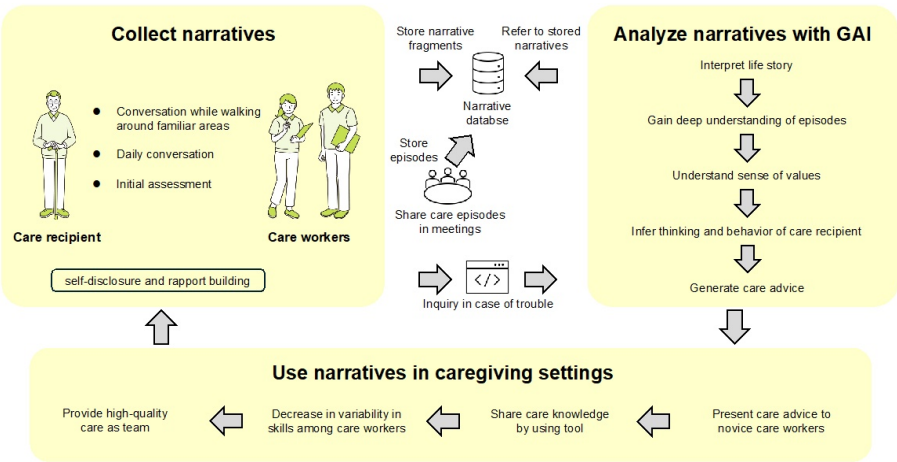 Collect narratives
Conversation while walking
around familiar areas
Daily conversation
Initial assessment
Care recipient
Care workers
self-disclosure and rapport building
Store narrative
fragments
Refer to stored
narratives
Narrative
databse
Store
episodes
Share care episodes
in meetings
</>
Inquiry in case of trouble
Analyze narratives with GAI
Interpret life story
Gain deep understanding of episodes
Understand sense of values
Infer thinking and behavior of care recipient
Generate care advice
Use narratives in caregiving settings
Provide high-quality
care as team
Decrease in variability in
skills among care workers
Share care knowledge
by using tool
Present care advice to
novice care workers